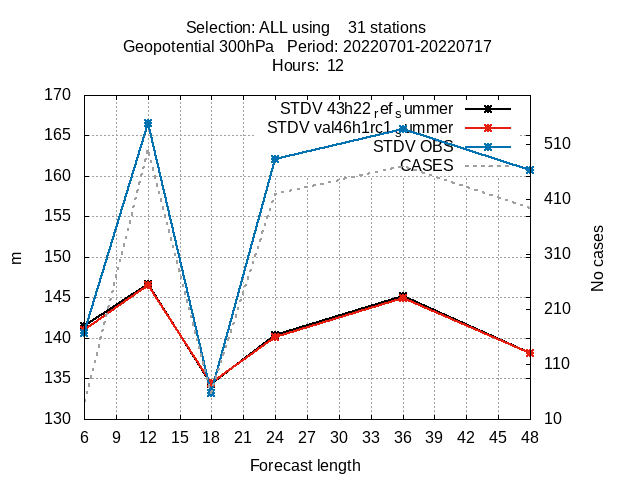 Selection: ALL using    31 stations
Geopotential 300hPa   Period: 20220701-20220717
Hours: 12
STDV 43h22_ref_summer
STDV val46h1rc1_summer
STDV OBS
CASES
170
165
160
155
150
145
140
135
130
m
510
410
310
210
110
10
No cases
6 9 12 15 18 21 24 27 30 33 36 39 42 45 48
Forecast length